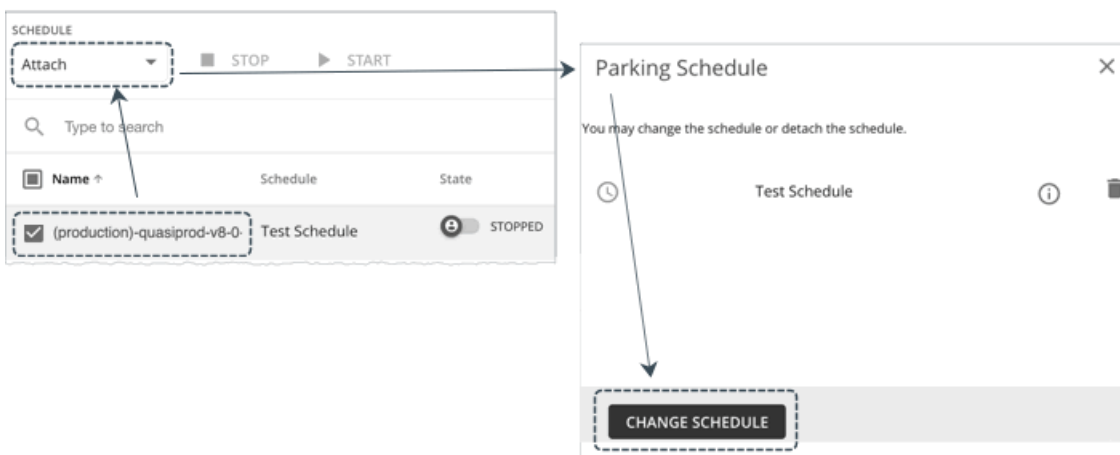 SCHEDULE
Attach
STOP
START
Type to search
Name ↑
Schedule
State
(production)-quasiprod-v8-0-
Test Schedule
STOPPED
Parking Schedule
You may change the schedule or detach the schedule.
Test Schedule
CHANGE SCHEDULE